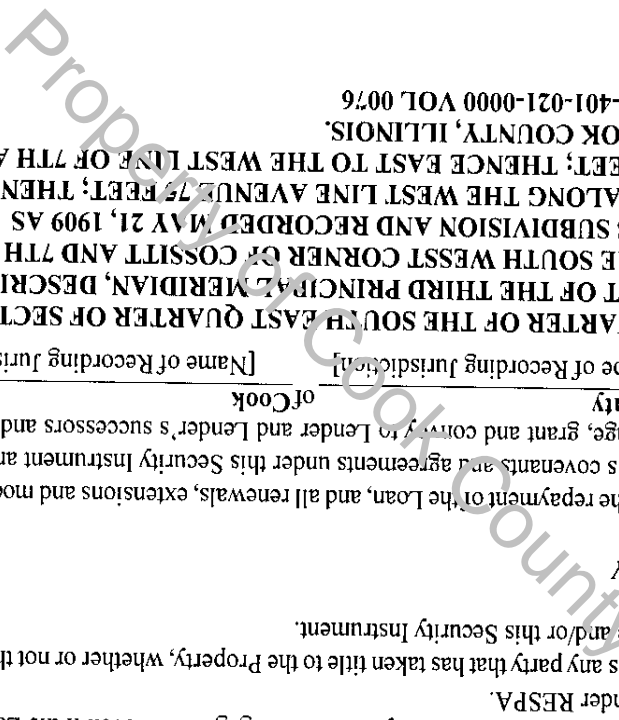 nder RESPA.
s any party that has taken title to the Property, whether or not th
and/or this Security Instrument.
he repayment of the Loan, and all renewals, extensions and mod
s covenants and agreements under this Security Instrument an
age, grant and convey to Lender and Lender's successors and
nty of Cook
pe of Recording Jurisdiction] [Name of Recording Juris
ARTER OF THE SOUTH EAST QUARTER OF SECT
T OF THE THIRD PRINCIPAL MERIDIAN, DESCRI
E SOUTH WESST CORNER OF COSSITT AND 7TH
S SUBDIVISION AND RECORDED MAY 21, 1909 AS
ALONG THE WEST LINE AVENUE 75 FEET; THEN
EET; THENCE EAST TO THE WEST LINE OF 7TH A
OK COUNTY, ILLINOIS.
-401-021-0000 VOL 0076
Property of Cook County